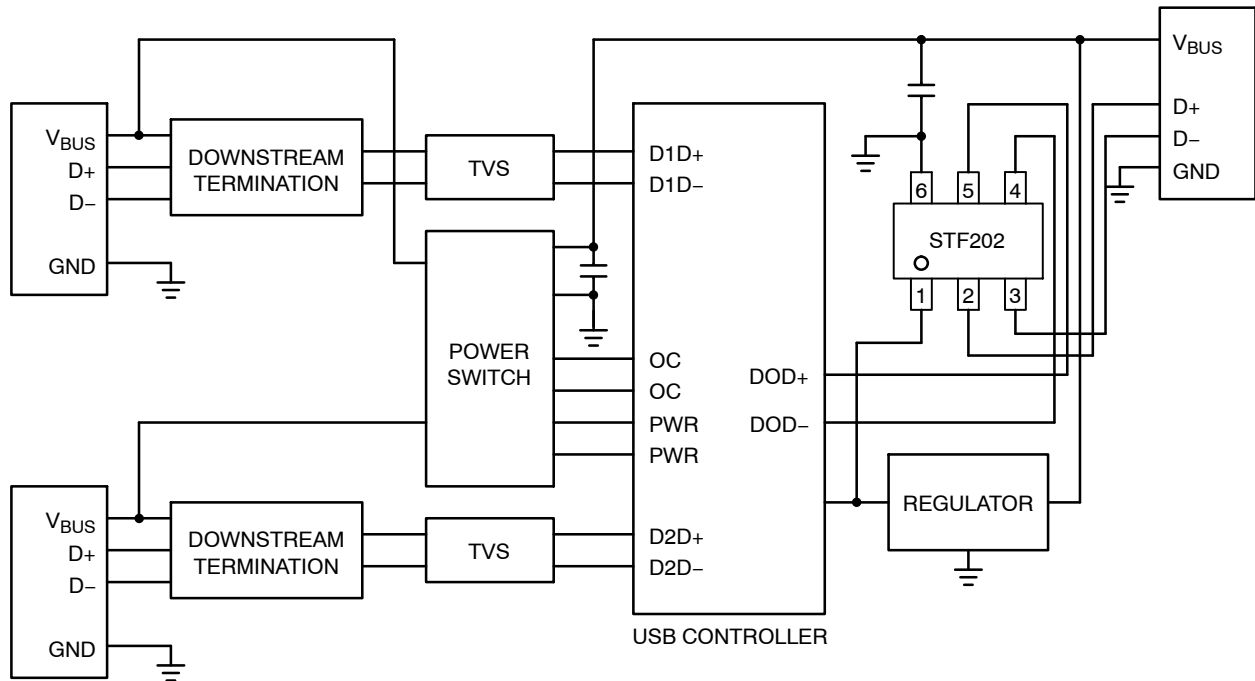 VBUS
D+
D−
GND
DOWNSTREAM
TERMINATION
TVS
POWER
SWITCH
VBUS
D+
D−
GND
DOWNSTREAM
TERMINATION
TVS
D1D+
D1D−
OC
OC
PWR
PWR
D2D+
D2D−
DOD+
DOD−
USB CONTROLLER
6 5 4
STF202
1 2 3
REGULATOR
VBUS
D+
D−
GND